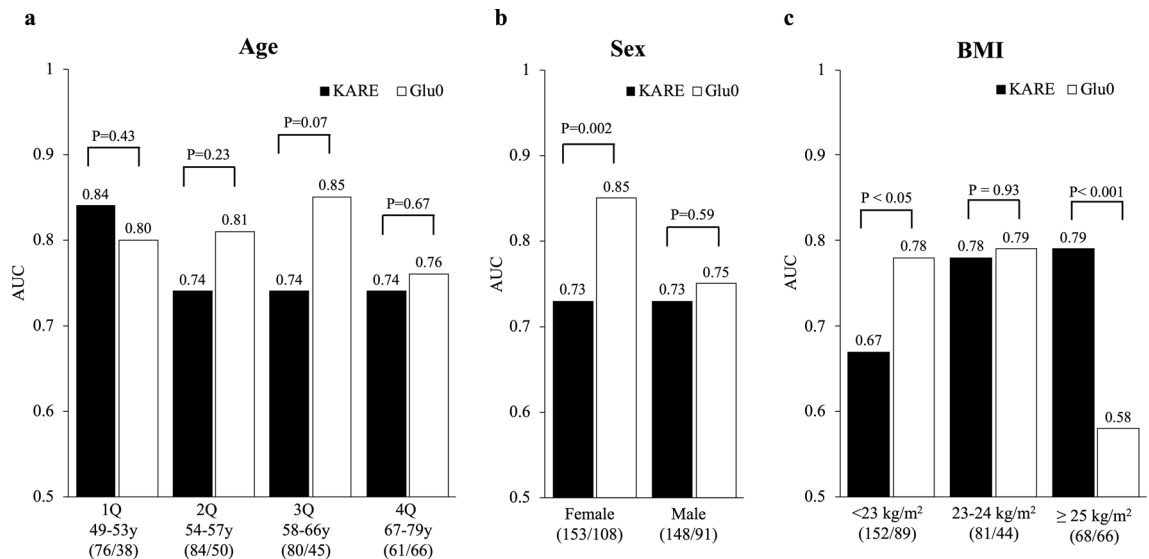 a
Age
KARE Glu0
AUC
1
0.9
0.8
0.7
0.6
0.5
P=0.43
P=0.23
P=0.07
P=0.67
0.84
0.80
0.74
0.81
0.74
0.85
0.74
0.76
1Q 2Q 3Q 4Q
49-53y 54-57y 58-66y 67-79y
(76/38) (84/50) (80/45) (61/66)
b
Sex
KARE Glu0
AUC
1
0.9
0.8
0.7
0.6
0.5
P=0.002
P=0.59
0.73
0.85
0.73
0.75
Female Male
(153/108) (148/91)
c
BMI
KARE Glu0
AUC
1
0.9
0.8
0.7
0.6
0.5
P < 0.05
P = 0.93
P< 0.001
0.67
0.78
0.78
0.79
0.79
0.58
<23 kg/m² 23-24 kg/m² ≥ 25 kg/m²
(152/89) (81/44) (68/66)